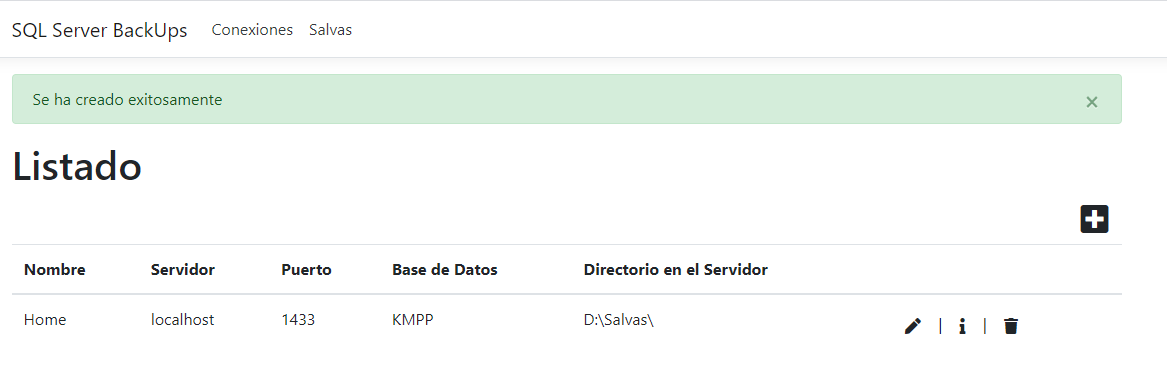 SQL Server BackUps Conexiones Salvas
Se ha creado exitosamente ×
Listado
Nombre Servidor Puerto Base de Datos Directorio en el Servidor
Home localhost 1433 KMPP D:\Salvas\ | |